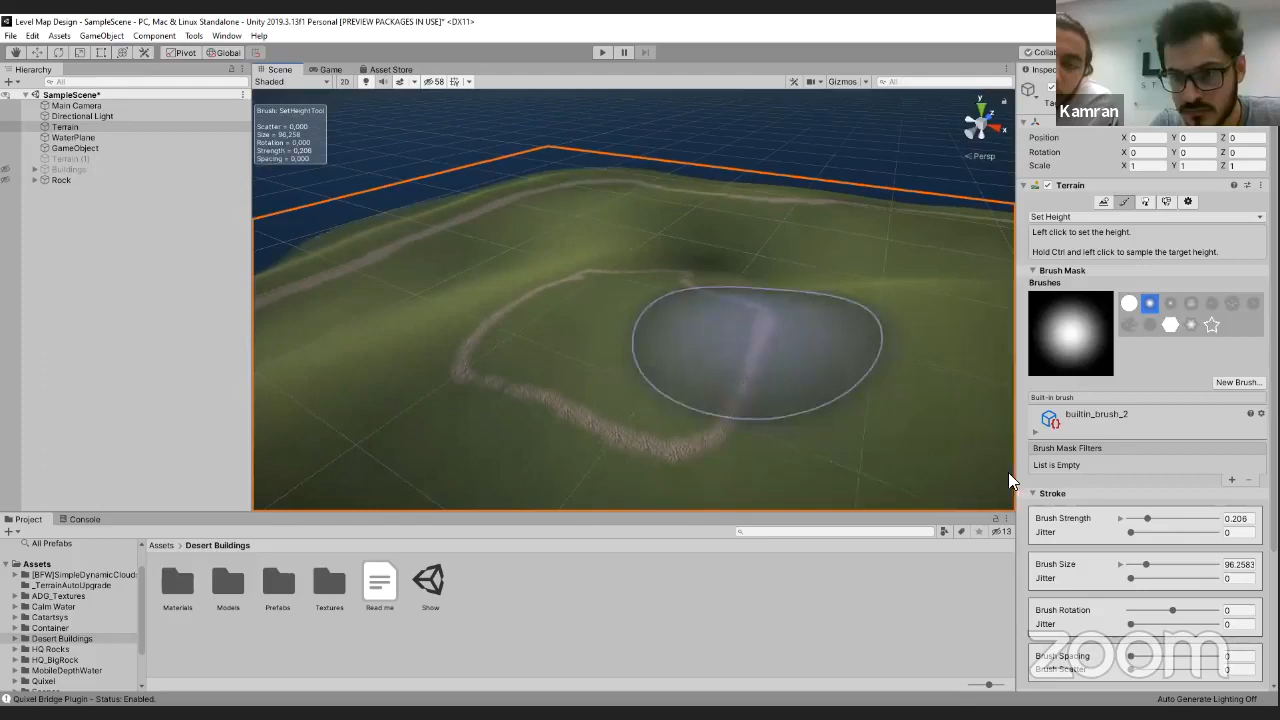 Level Map Design - SampleScene - PC, Mac & Linux Standalone - Unity 2019.3.13f1 Personal [PREVIEW PACKAGES IN USE]* <DX11>
File Edit Assets GameObject Component Tools Window Help
Pivot Global Collab
Hierarchy
All
SampleScene*
Main Camera
Directional Light
Terrain
WaterPlane
GameObject
Terrain (1)
Buildings
Rock
Scene Game Asset Store
Shaded 2D 58 Gizmos All
Brush: SetHeightTool
Scatter = 0,000
Size = 96,258
Rotation = 0,000
Strength = 0,206
Spacing = 0,000
y
z
x
Persp
Inspec
Kamran
Position X 0 Y 0 Z 0
Rotation X 0 Y 0 Z 0
Scale X 1 Y 1 Z 1
Terrain
Set Height
Left click to set the height.
Hold Ctrl and left click to sample the target height.
Brush Mask
Brushes
New Brush...
Built-in brush
builtin_brush_2
Brush Mask Filters
List is Empty
Stroke
Brush Strength 0.206
Jitter 0
Brush Size 96.2583
Jitter 0
Brush Rotation 0
Jitter 0
Brush Spacing 0
Brush Scatter
zoom
Project Console
13
All Prefabs
Assets
[BFW]SimpleDynamicClouds
_TerrainAutoUpgrade
ADG_Textures
Calm Water
Catartsys
Container
Desert Buildings
HQ Rocks
HQ_BigRock
MobileDepthWater
Quixel
Assets > Desert Buildings
Materials Models Prefabs Textures Read me Show
Quixel Bridge Plugin - Status: Enabled.
Auto Generate Lighting Off